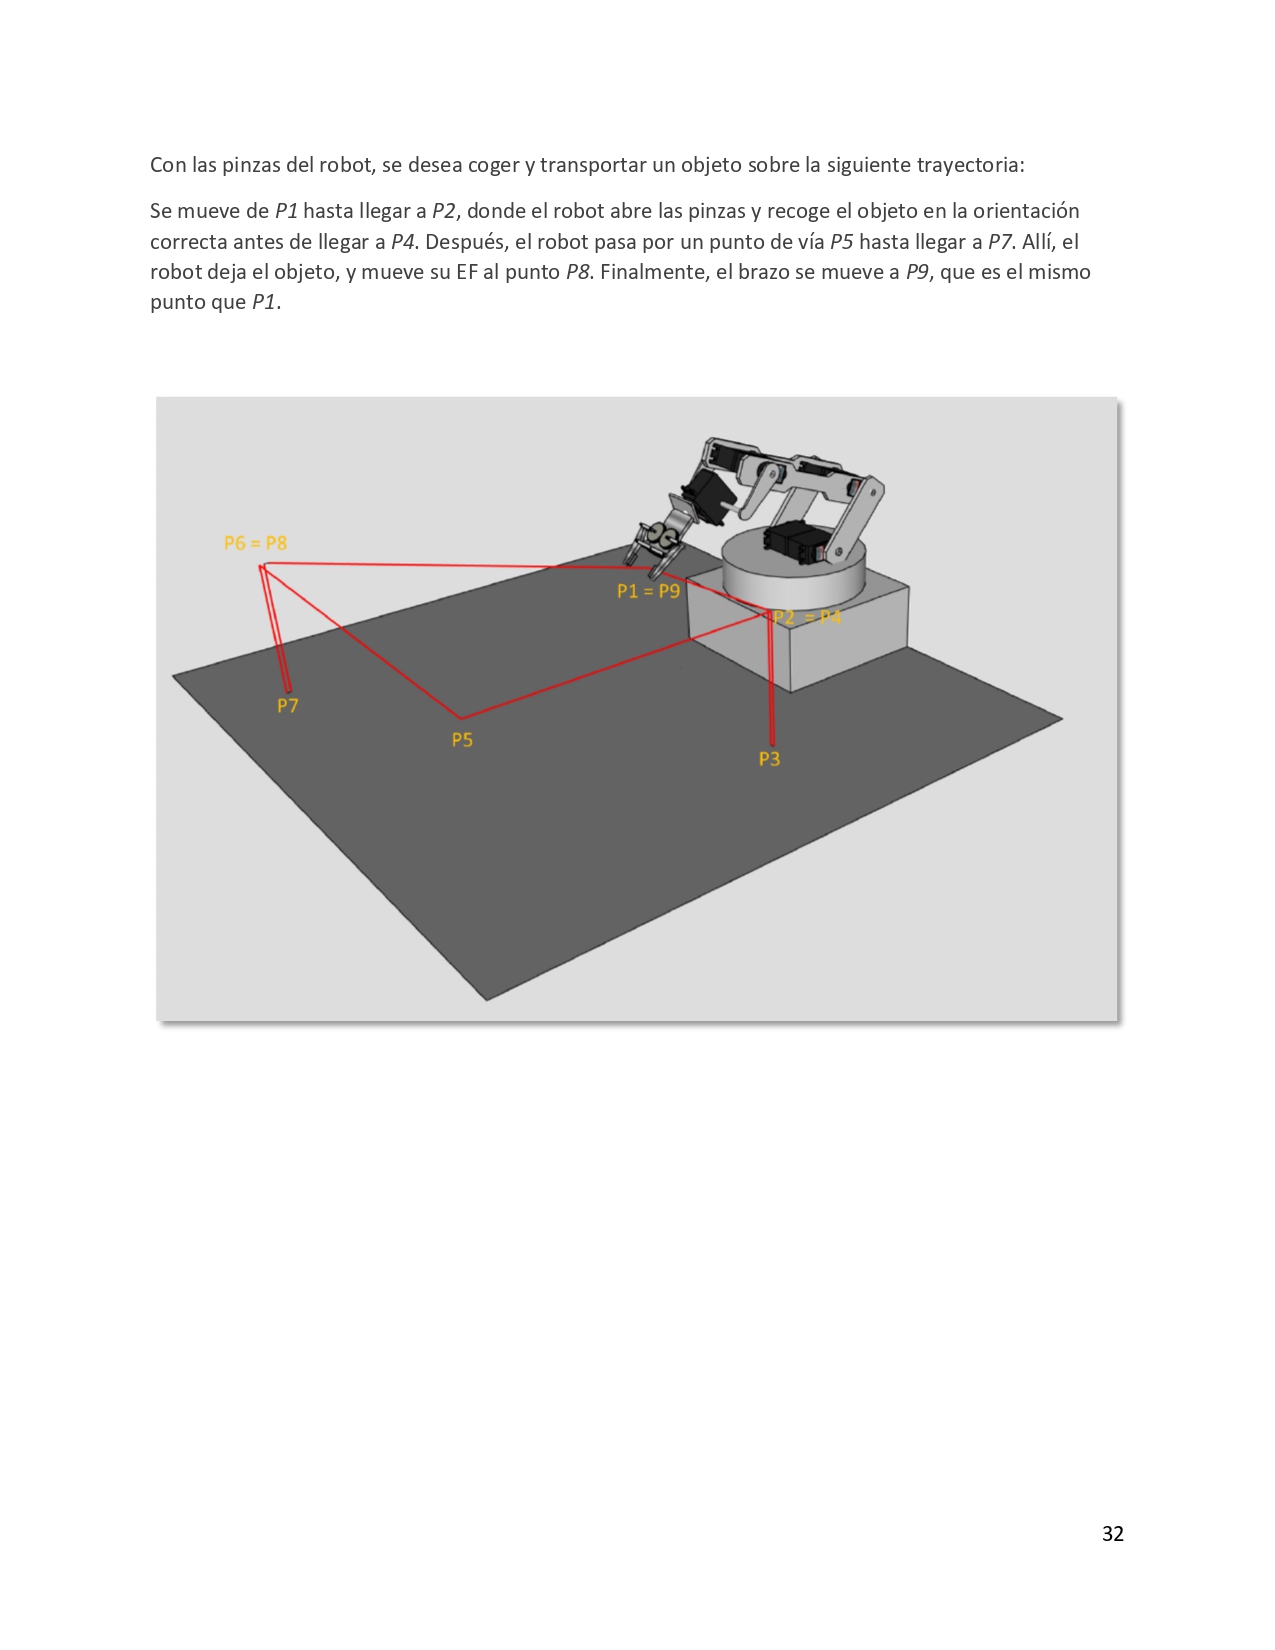 Con las pinzas del robot, se desea coger y transportar un objeto sobre la siguiente trayectoria:
Se mueve de P1 hasta llegar a P2, donde el robot abre las pinzas y recoge el objeto en la orientación
correcta antes de llegar a P4. Después, el robot pasa por un punto de vía P5 hasta llegar a P7. Allí, el
robot deja el objeto, y mueve su EF al punto P8. Finalmente, el brazo se mueve a P9, que es el mismo
punto que P1.
P6 = P8
P1 = P9
P2 = P4
P7
P5
P3
32